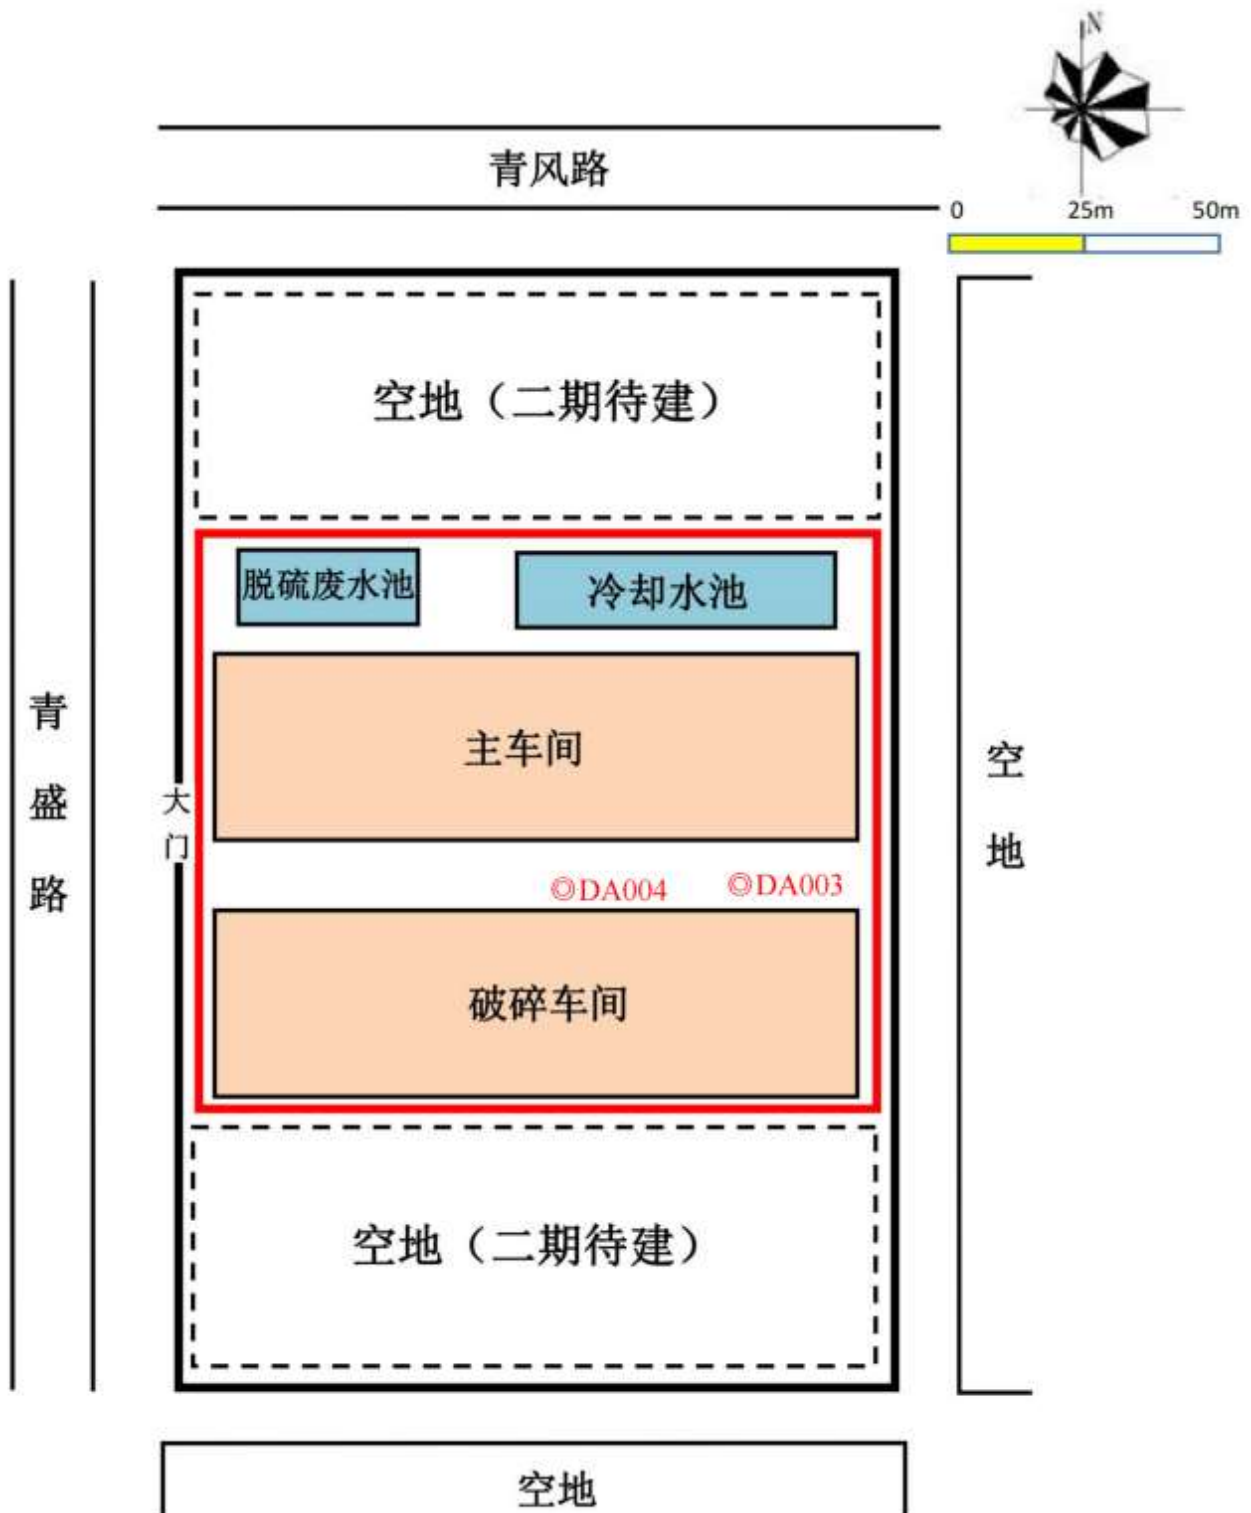 N
青风路
0 25m 50m
空地（二期待建）
脱硫废水池
冷却水池
主车间
青盛路
大门
空地
◎DA004
◎DA003
破碎车间
空地（二期待建）
空地